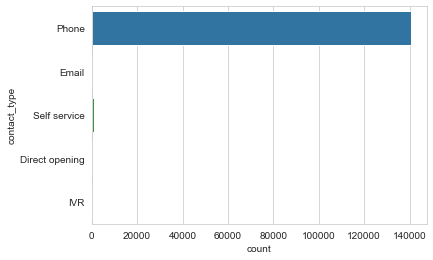 contact_type
Phone
Email
Self service
Direct opening
IVR
0 20000 40000 60000 80000 100000 120000 140000
count